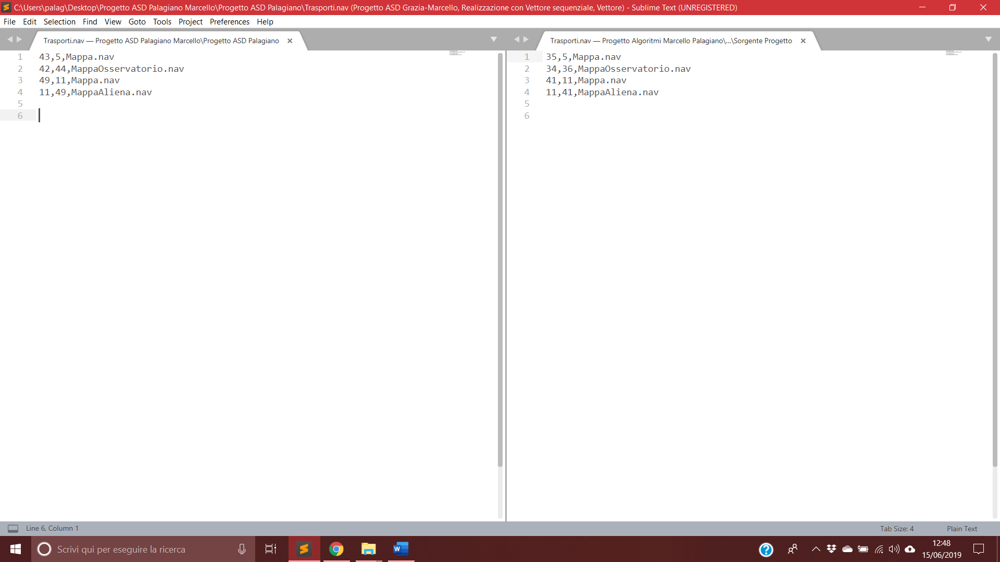 C:\Users\palag\Desktop\Progetto ASD Palagiano Marcello\Progetto ASD Palagiano\Trasporti.nav (Progetto ASD Grazia-Marcello, Realizzazione con Vettore sequenziale, Vettore) - Sublime Text (UNREGISTERED)
File Edit Selection Find View Goto Tools Project Preferences Help
Trasporti.nav — Progetto ASD Palagiano Marcello\Progetto ASD Palagiano
1 43,5,Mappa.nav
2 42,44,MappaOsservatorio.nav
3 49,11,Mappa.nav
4 11,49,MappaAliena.nav
5
6
Trasporti.nav — Progetto Algoritmi Marcello Palagiano\...\Sorgente Progetto
1 35,5,Mappa.nav
2 34,36,MappaOsservatorio.nav
3 41,11,Mappa.nav
4 11,41,MappaAliena.nav
5
6
Line 6, Column 1
Tab Size: 4
Plain Text
Scrivi qui per eseguire la ricerca
12:48
15/06/2019